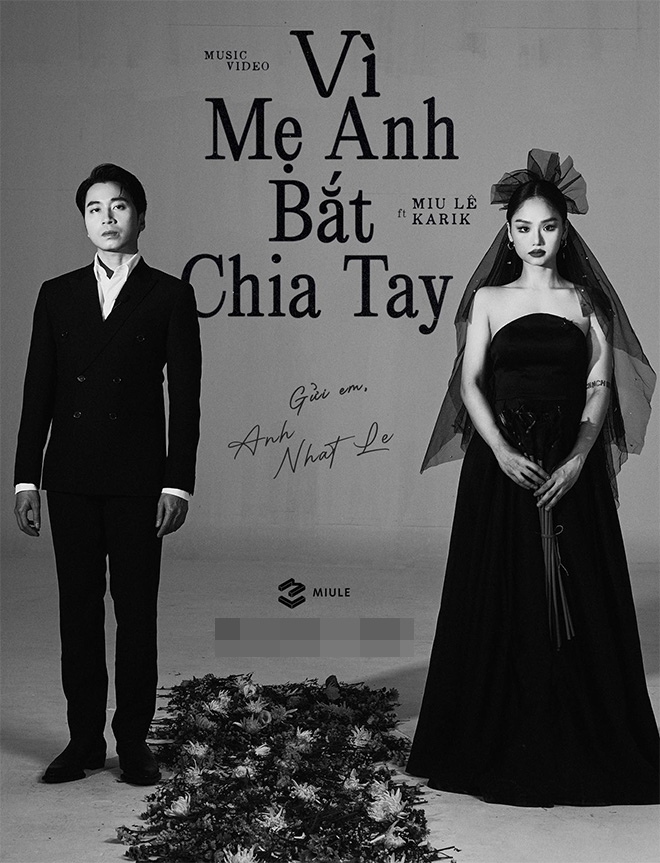 MUSIC
VIDEO
Vì
Mẹ Anh
Bắt
Chia Tay
ft MIU LÊ
KARIK
Gửi em,
Anh
Nhat Le
MIULE